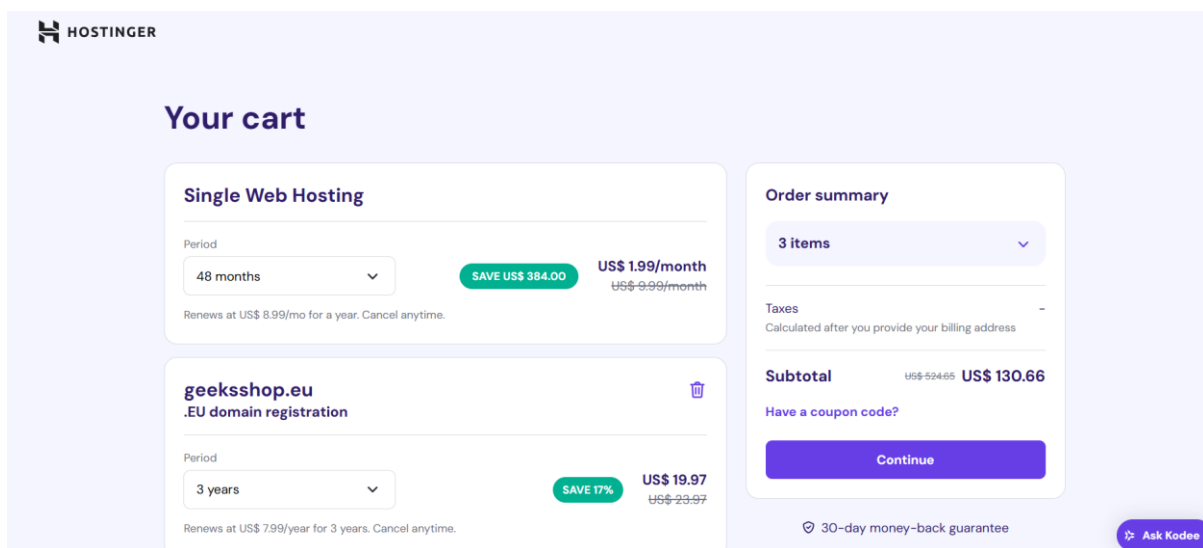 HOSTINGER
Your cart
Single Web Hosting
Period
48 months
SAVE US$ 384.00
US$ 1.99/month
US$ 9.99/month
Renews at US$ 8.99/mo for a year. Cancel anytime.
geeksshop.eu
.EU domain registration
Period
3 years
SAVE 17%
US$ 19.97
US$ 23.97
Renews at US$ 7.99/year for 3 years. Cancel anytime.
Order summary
3 items
Taxes -
Calculated after you provide your billing address
Subtotal US$ 524.65 US$ 130.66
Have a coupon code?
Continue
30-day money-back guarantee
Ask Kodee